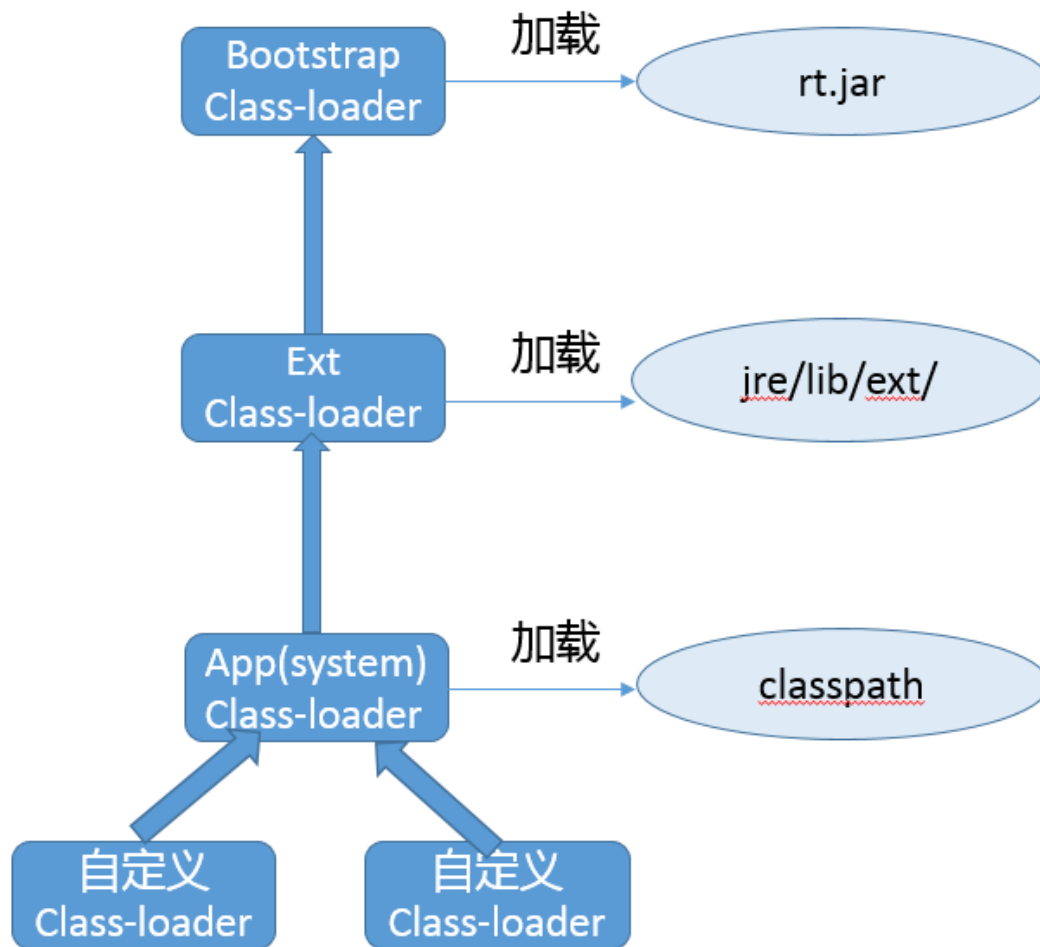 加载
Bootstrap
Class-loader
rt.jar
加载
Ext
Class-loader
jre/lib/ext/
加载
App(system)
Class-loader
classpath
自定义
Class-loader
自定义
Class-loader